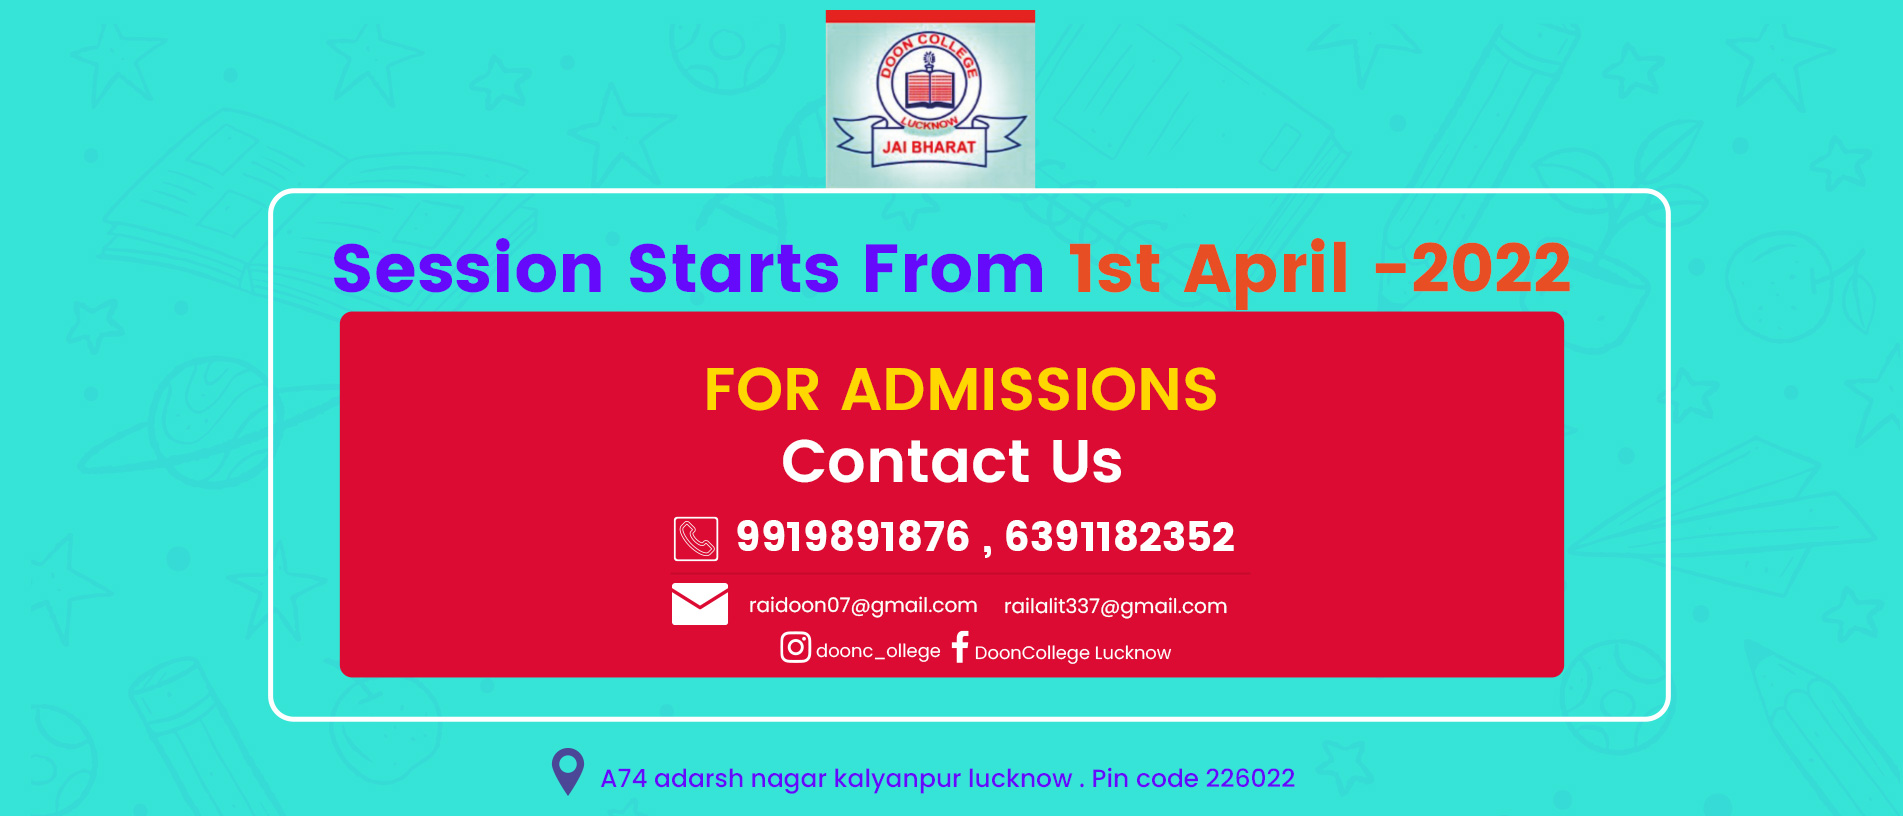 DOON COLLEGE
LUCKNOW
JAI BHARAT
Session Starts From 1st April -2022
FOR ADMISSIONS
Contact Us
9919891876 , 6391182352
raidoon07@gmail.com railalit337@gmail.com
doonc_ollege DoonCollege Lucknow
A74 adarsh nagar kalyanpur lucknow . Pin code 226022